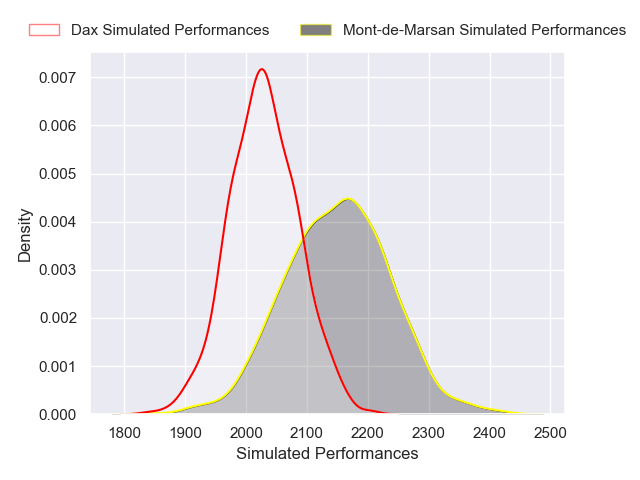 Dax Simulated Performances
Mont-de-Marsan Simulated Performances
0.007
0.006
0.005
0.004
0.003
0.002
0.001
0.000
Density
1800 1900 2000 2100 2200 2300 2400 2500
Simulated Performances